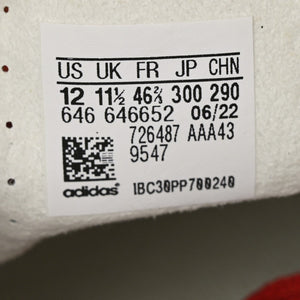 US UK FR JP CHN
12 11½ 46⅔ 300 290
646 646652 06/22
726487 AAA43
9547
adidas 1BC30PP700240